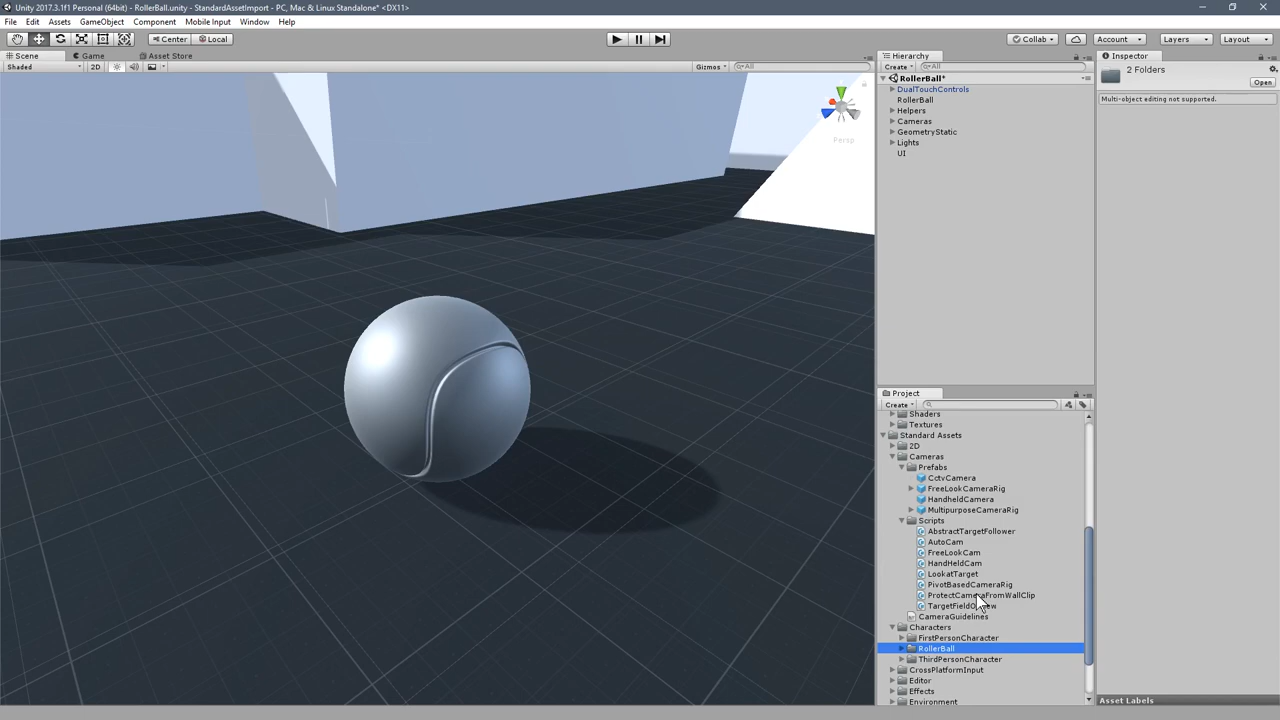 Unity 2017.3.1f1 Personal (64bit) - RollerBall.unity - StandardAssetImport - PC, Mac & Linux Standalone* <DX11>
File Edit Assets GameObject Component Mobile Input Window Help
Center Local Collab Account Layers Layout
Scene Game Asset Store
Shaded 2D Gizmos All
Persp
Hierarchy
Create All
RollerBall*
DualTouchControls
RollerBall
Helpers
Cameras
GeometryStatic
Lights
UI
Inspector
2 Folders
Open
Multi-object editing not supported.
Project
Create
Shaders
Textures
Standard Assets
2D
Cameras
Prefabs
CctvCamera
FreeLookCameraRig
HandheldCamera
MultipurposeCameraRig
Scripts
AbstractTargetFollower
AutoCam
FreeLookCam
HandHeldCam
LookatTarget
PivotBasedCameraRig
ProtectCameraFromWallClip
CameraGuidelines
Characters
FirstPersonCharacter
RollerBall
ThirdPersonCharacter
CrossPlatformInput
Editor
Effects
Environment
Asset Labels